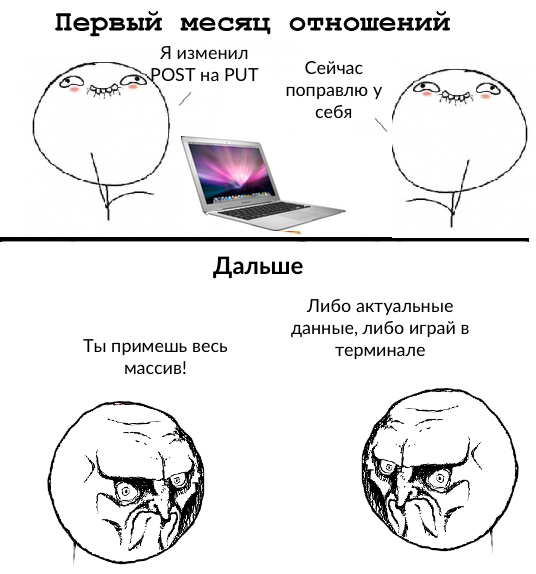 Первый месяц отношений
Я изменил
POST на PUT
Сейчас
поправлю у
себя
Дальше
Либо актуальные
данные, либо играй в
терминале
Ты примешь весь
массив!